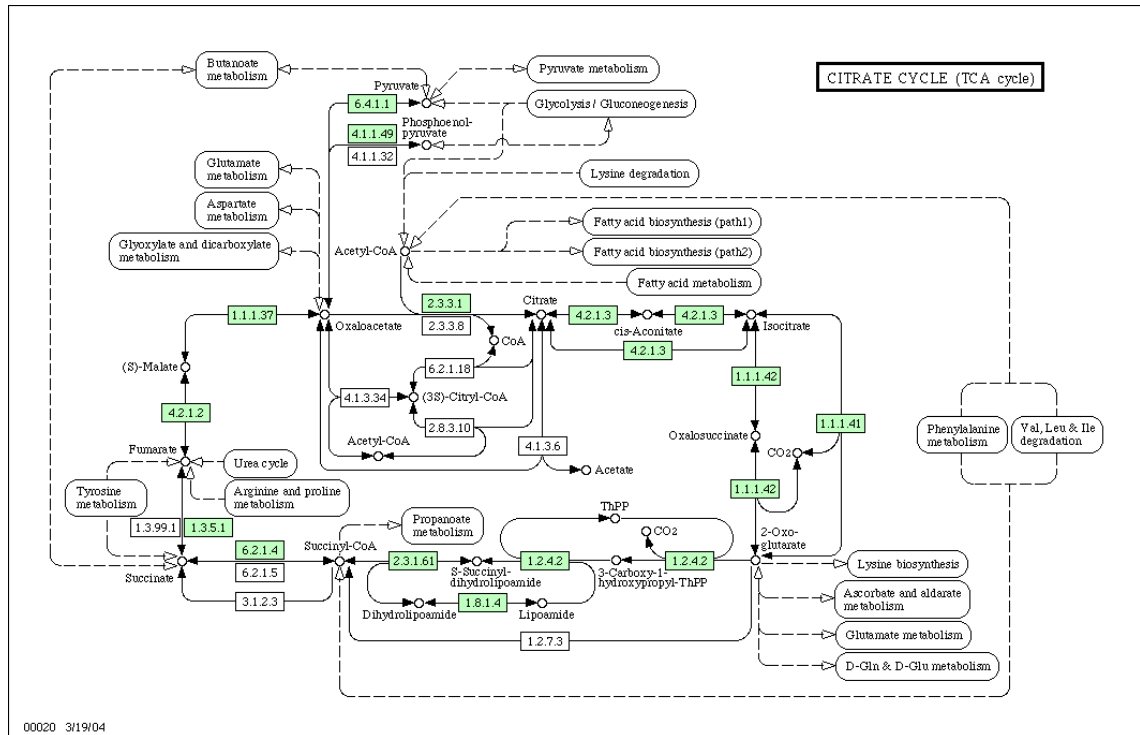 CITRATE CYCLE (TCA cycle)
Butanoate
metabolism
Pyruvate
Pyruvate metabolism
6.4.1.1
Glycolysis / Gluconeogenesis
Phosphoenol-
pyruvate
4.1.1.49
4.1.1.32
Glutamate
metabolism
Lysine degradation
Aspartate
metabolism
Fatty acid biosynthesis (path1)
Glyoxylate and dicarboxylate
metabolism
Acetyl-CoA
Fatty acid biosynthesis (path2)
Fatty acid metabolism
1.1.1.37
Oxaloacetate
2.3.3.1
2.3.3.8
Citrate
4.2.1.3
cis-Aconitate
4.2.1.3
Isocitrate
CoA
4.2.1.3
(S)-Malate
6.2.1.18
1.1.1.42
4.1.3.34
(3S)-Citryl-CoA
4.2.1.2
2.8.3.10
1.1.1.41
Phenylalanine
metabolism
Val, Leu & Ile
degradation
Acetyl-CoA
4.1.3.6
Oxalosuccinate
CO2
Fumarate
Urea cycle
Acetate
Tyrosine
metabolism
Arginine and proline
metabolism
1.1.1.42
1.3.99.1
1.3.5.1
Propanoate
metabolism
ThPP
CO2
2-Oxo-
glutarate
6.2.1.4
Succinyl-CoA
2.3.1.61
1.2.4.2
1.2.4.2
Succinate
6.2.1.5
S-Succinyl-
dihydrolipoamide
3-Carboxy-1-
hydroxypropyl-ThPP
Lysine biosynthesis
3.1.2.3
Dihydrolipoamide
1.8.1.4
Lipoamide
Ascorbate and aldarate
metabolism
1.2.7.3
Glutamate metabolism
D-Gln & D-Glu metabolism
00020 3/19/04